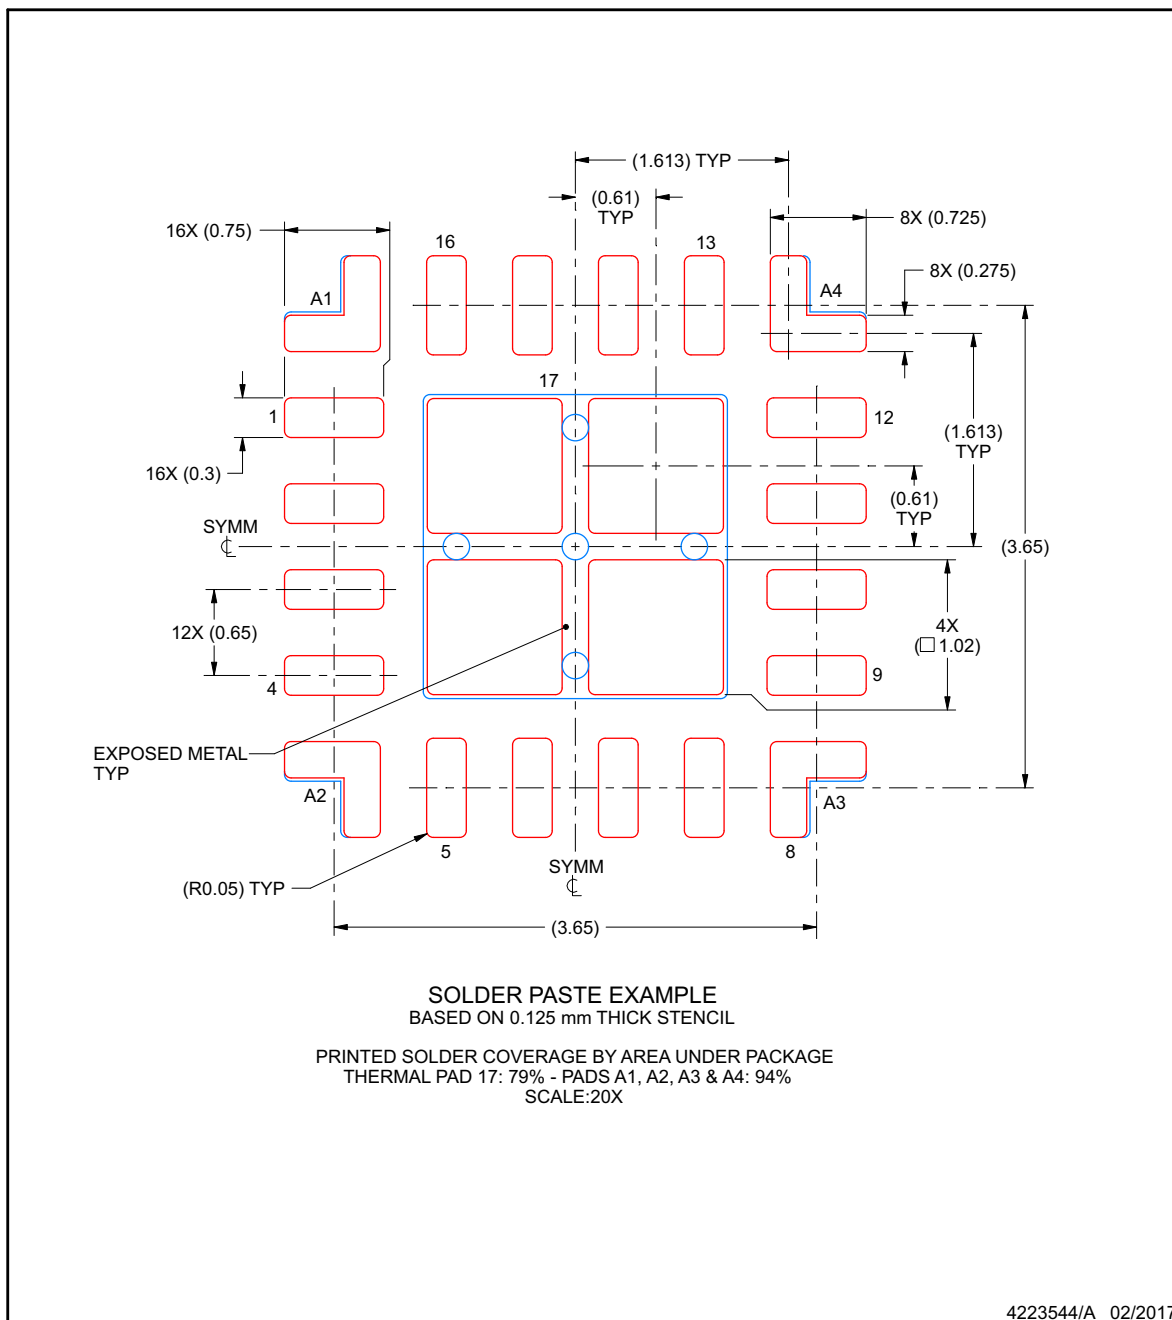 (1.613) TYP
(0.61)
TYP
16X (0.75)
16
13
8X (0.725)
8X (0.275)
A1
A4
17
1
12
(1.613)
TYP
16X (0.3)
(0.61)
TYP
SYMM
℄
(3.65)
12X (0.65)
4X
(□ 1.02)
4
9
EXPOSED METAL
TYP
A2
A3
5
8
SYMM
℄
(R0.05) TYP
(3.65)
SOLDER PASTE EXAMPLE
BASED ON 0.125 mm THICK STENCIL
PRINTED SOLDER COVERAGE BY AREA UNDER PACKAGE
THERMAL PAD 17: 79% - PADS A1, A2, A3 & A4: 94%
SCALE:20X
4223544/A 02/2017